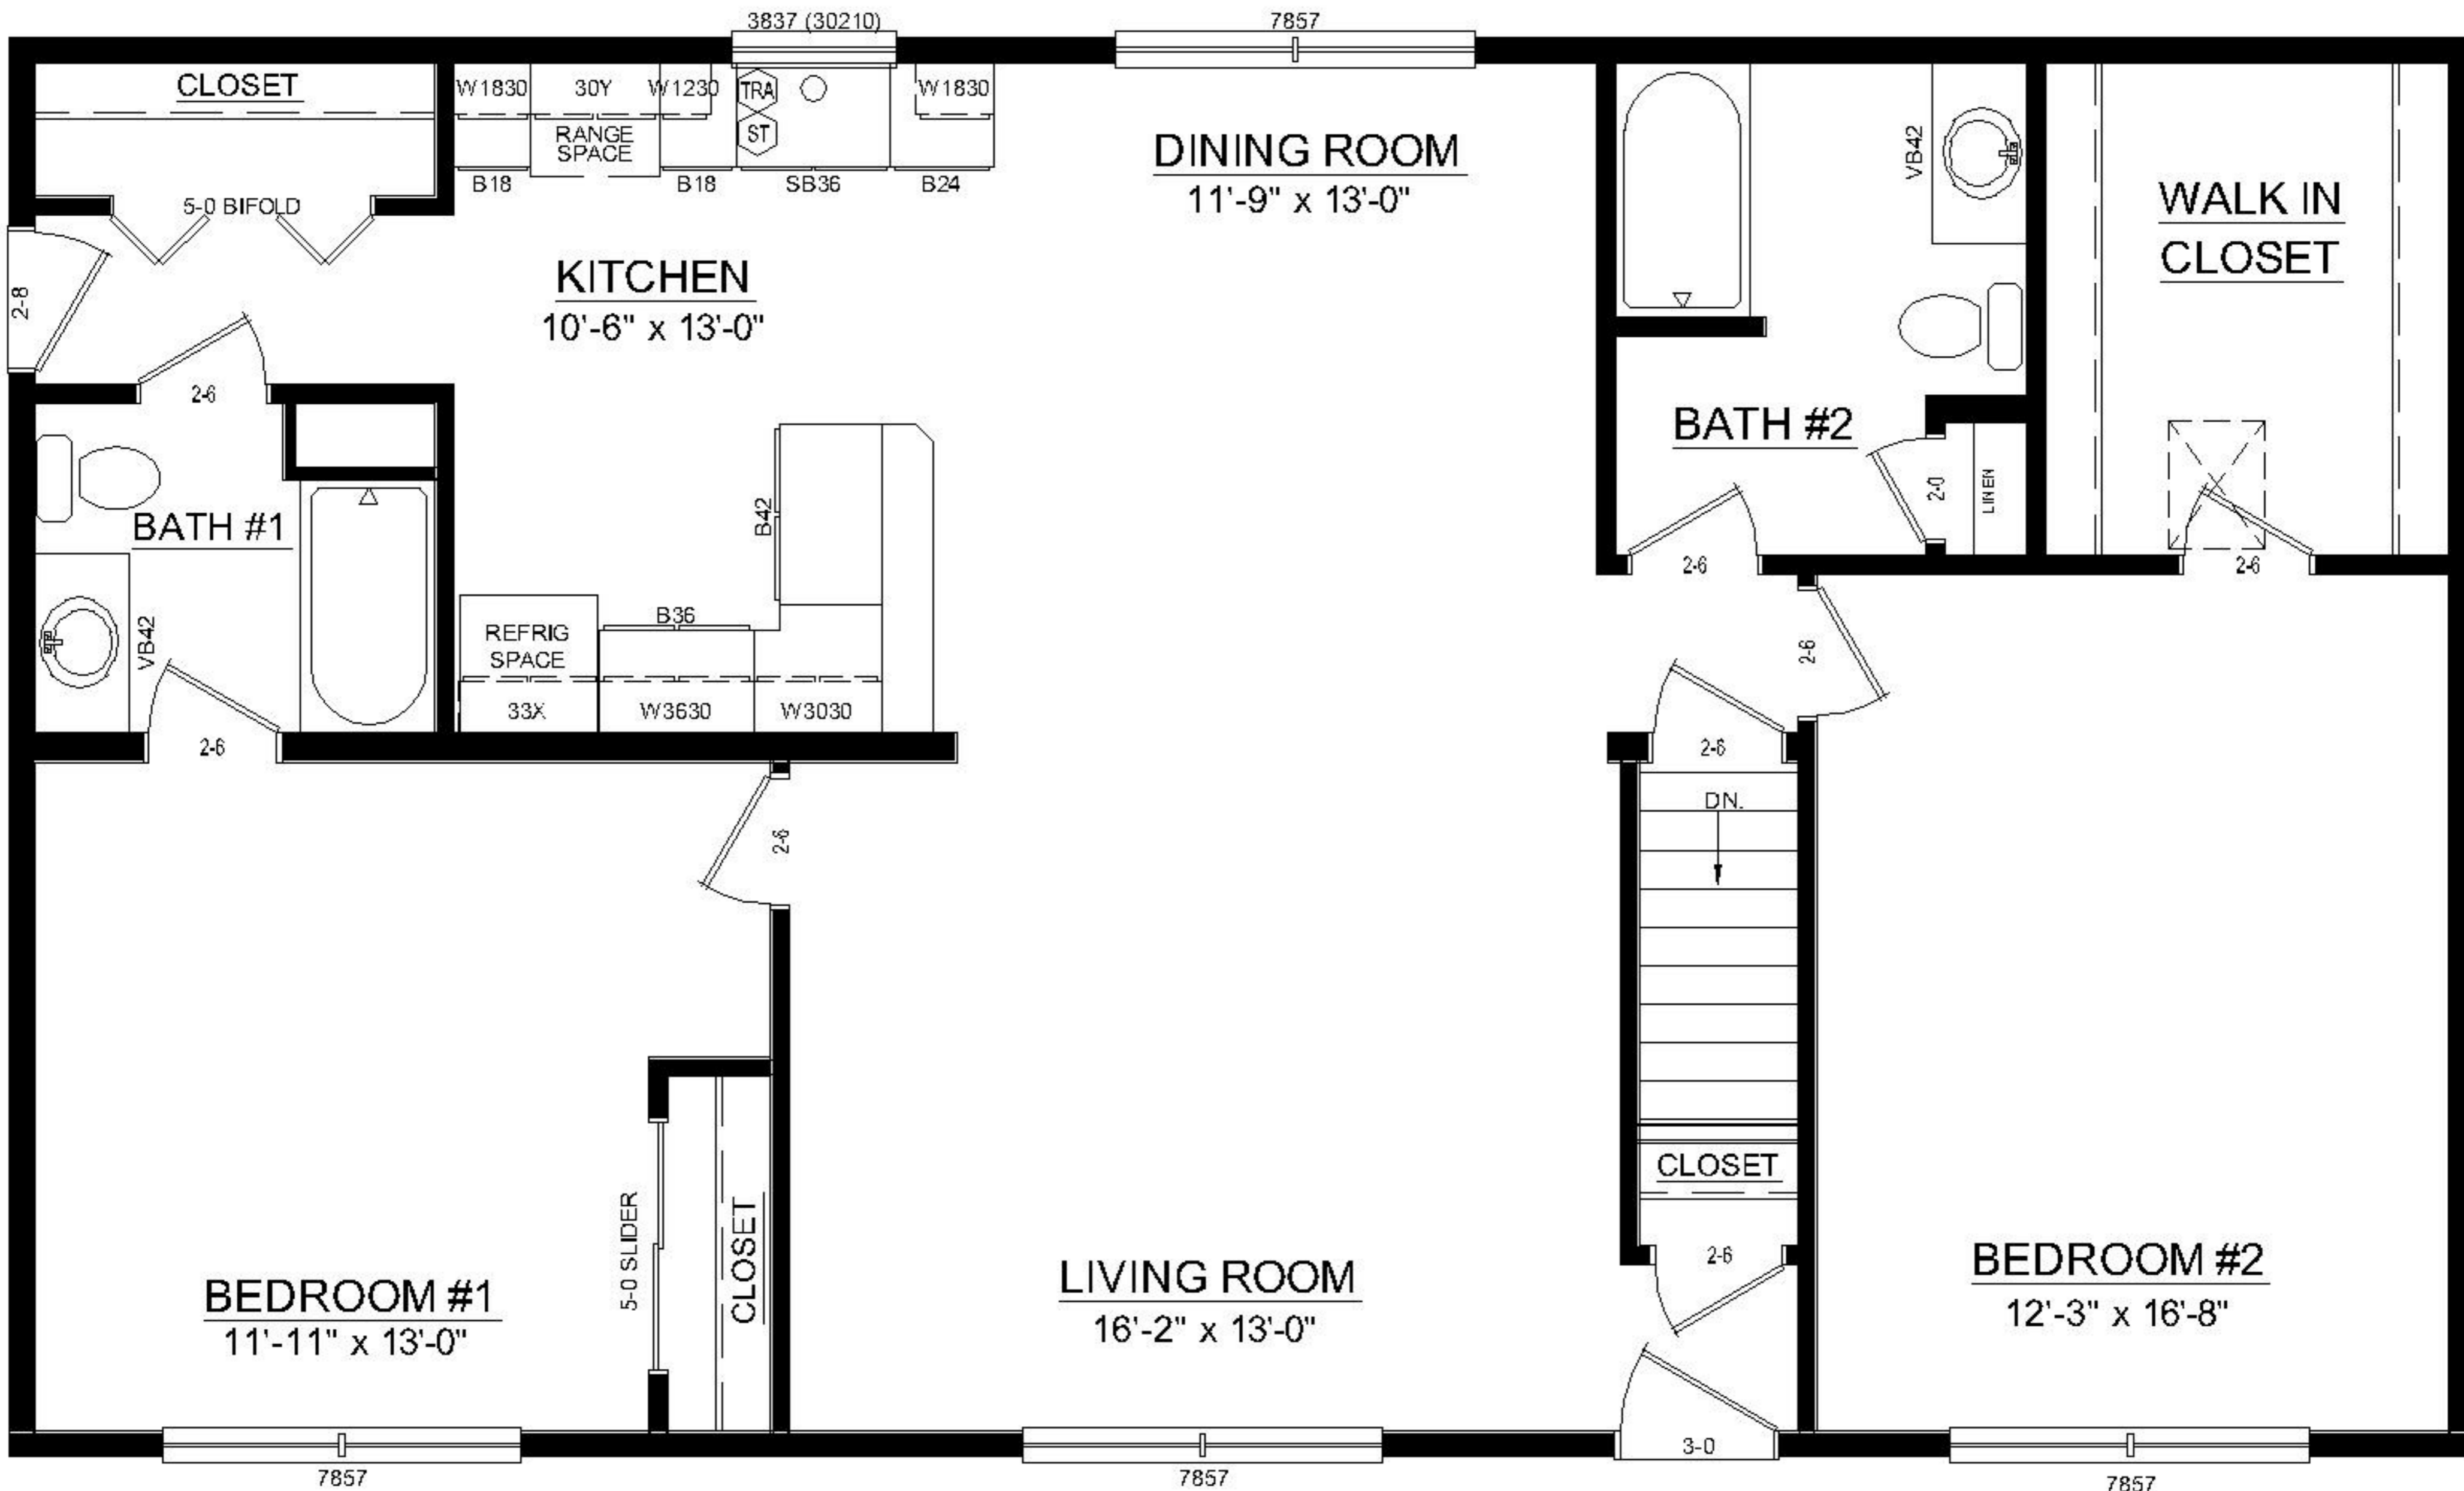 3837 (30210)
7857
CLOSET
W1830
30Y
W1230
TRA
ST
W1830
RANGE
SPACE
B18
B18
SB36
B24
5-0 BIFOLD
2-8
KITCHEN
10'-6" x 13'-0"
DINING ROOM
11'-9" x 13'-0"
VB42
WALK IN
CLOSET
2-6
BATH #1
VB42
2-6
B42
B36
REFRIG
SPACE
33X
W3630
W3030
BATH #2
2-0
LINEN
2-6
2-6
2-6
2-6
DN.
2-6
CLOSET
2-6
5-0 SLIDER
CLOSET
BEDROOM #1
11'-11" x 13'-0"
LIVING ROOM
16'-2" x 13'-0"
BEDROOM #2
12'-3" x 16'-8"
3-0
7857
7857
7857